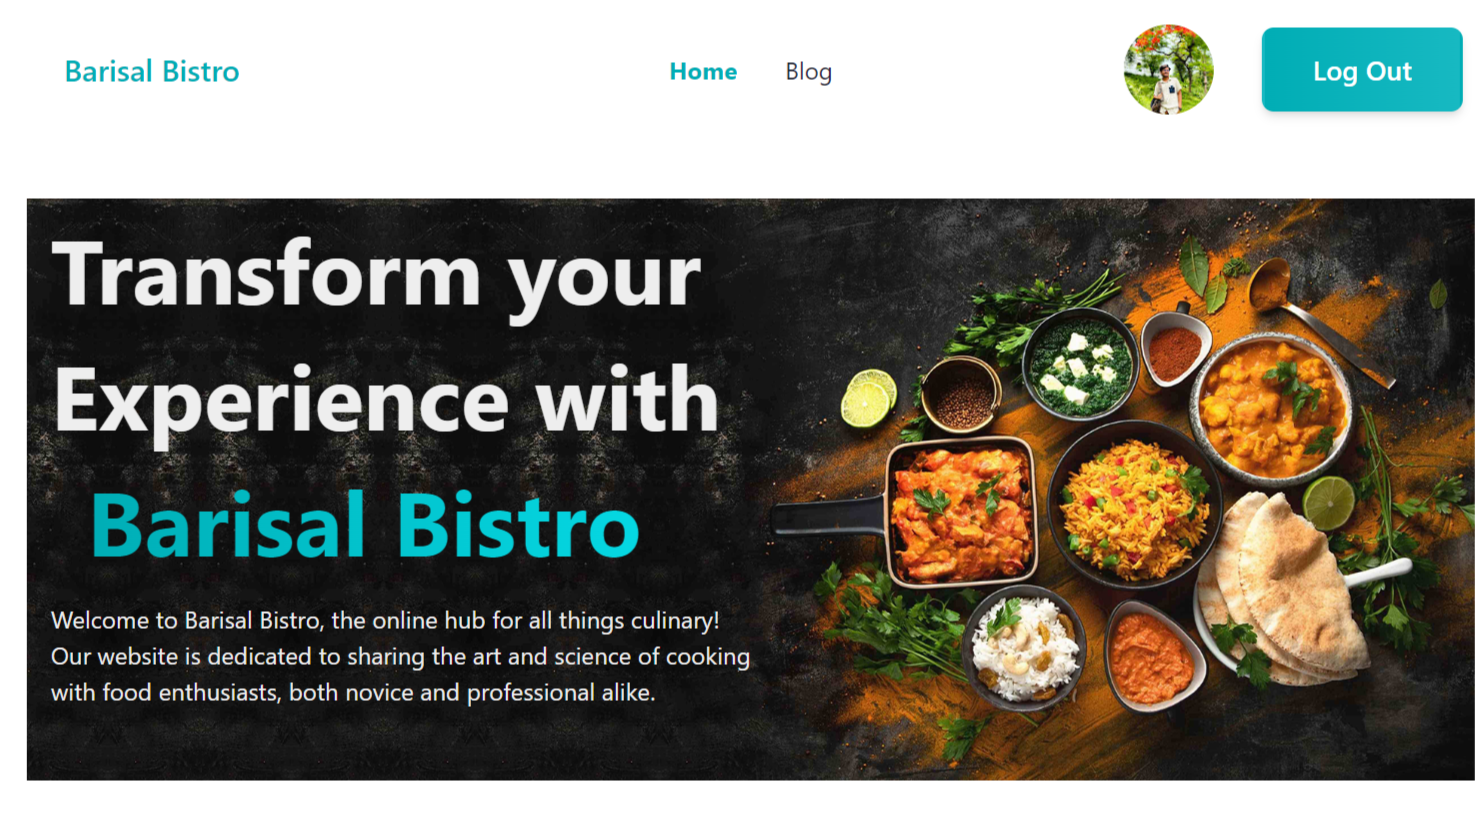 Barisal Bistro
Home
Blog
Log Out
Transform your
Experience with
Barisal Bistro
Welcome to Barisal Bistro, the online hub for all things culinary!
Our website is dedicated to sharing the art and science of cooking
with food enthusiasts, both novice and professional alike.